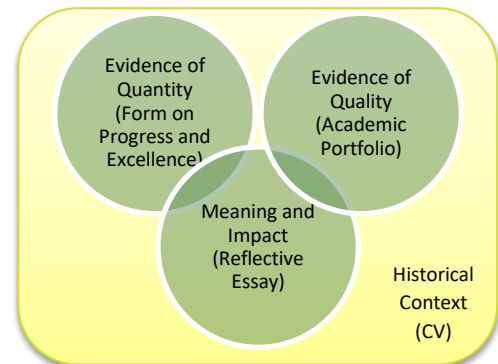 Evidence of
Quantity
(Form on
Progress and
Excellence)
Evidence of
Quality
(Academic
Portfolio)
Meaning and
Impact
(Reflective
Essay)
Historical
Context
(CV)